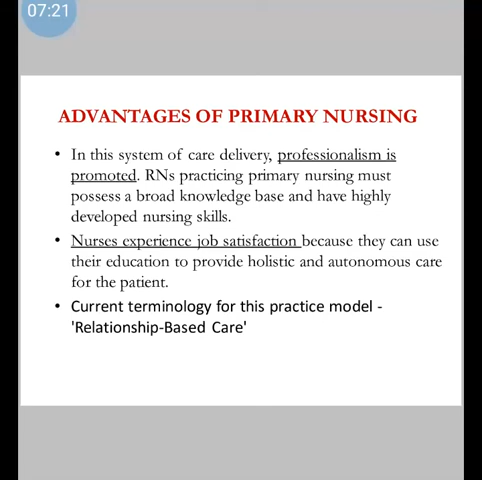 07:21
ADVANTAGES OF PRIMARY NURSING
• In this system of care delivery, professionalism is
promoted. RNs practicing primary nursing must
possess a broad knowledge base and have highly
developed nursing skills.
• Nurses experience job satisfaction because they can use
their education to provide holistic and autonomous care
for the patient.
• Current terminology for this practice model -
'Relationship-Based Care'